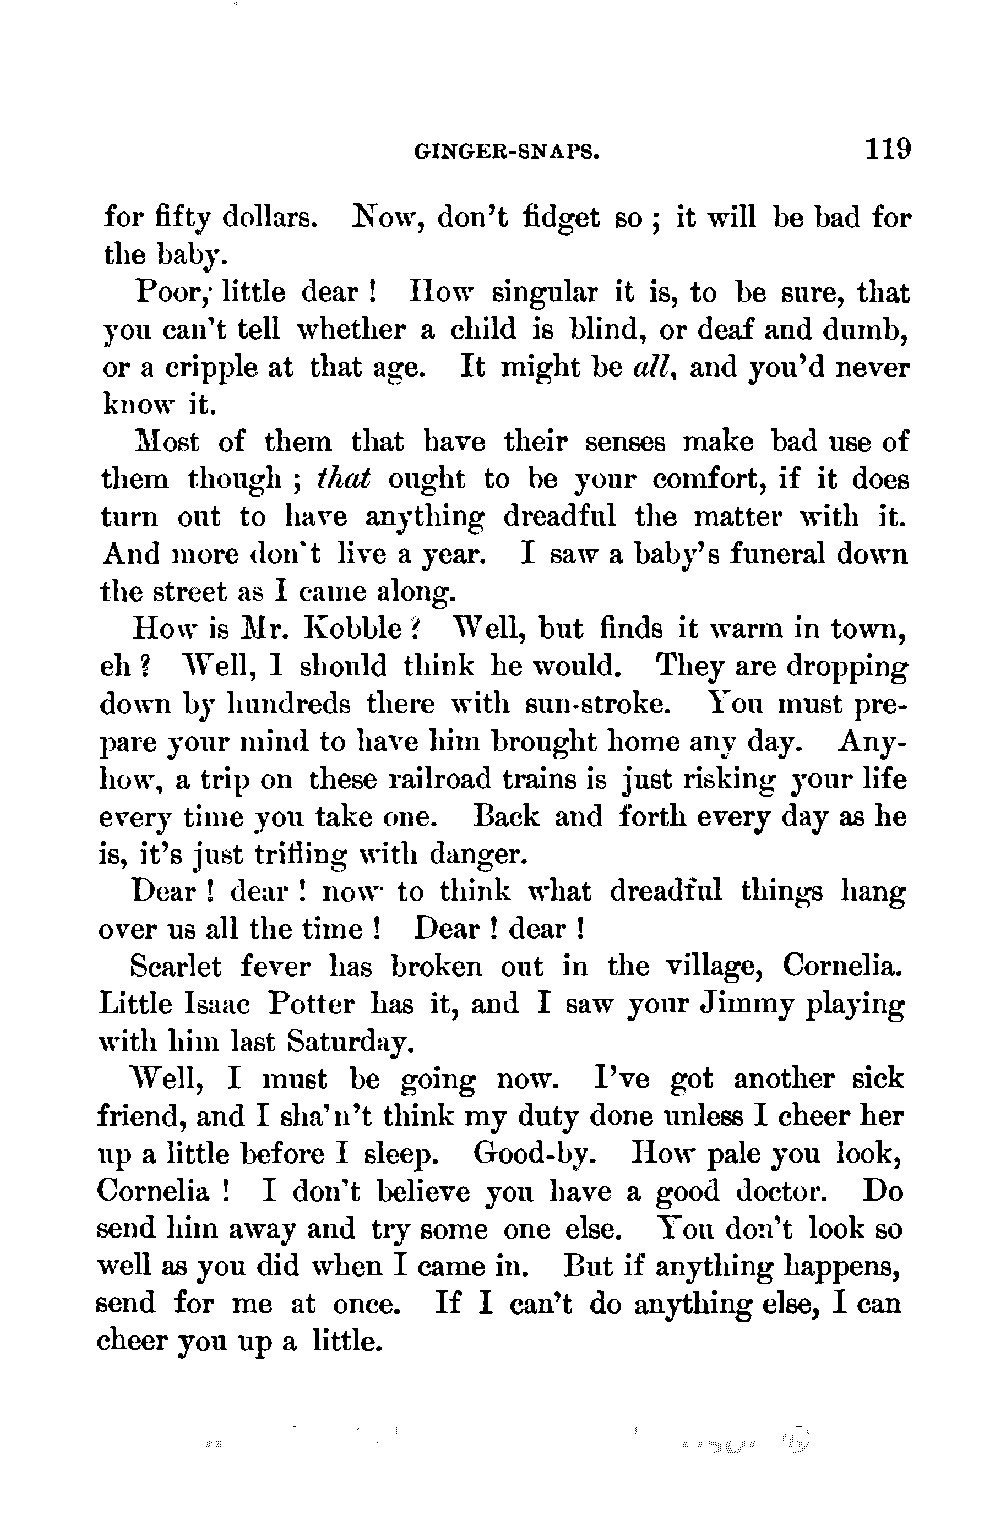 GINGER-SNAPS. 119
for fifty dollars. Now, don't fidget so ; it will be bad for
the baby.
Poor, little dear ! How singular it is, to be sure, that
you can't tell whether a child is blind, or deaf and dumb,
or a cripple at that age. It might be all, and you'd never
know it.
Most of them that have their senses make bad use of
them though ; that ought to be your comfort, if it does
turn out to have anything dreadful the matter with it.
And more don't live a year. I saw a baby's funeral down
the street as I came along.
How is Mr. Kobble ? Well, but finds it warm in town,
eh ? Well, I should think he would. They are dropping
down by hundreds there with sun-stroke. You must pre-
pare your mind to have him brought home any day. Any-
how, a trip on these railroad trains is just risking your life
every time you take one. Back and forth every day as he
is, it's just trifling with danger.
Dear ! dear ! now to think what dreadful things hang
over us all the time ! Dear ! dear !
Scarlet fever has broken out in the village, Cornelia.
Little Isaac Potter has it, and I saw your Jimmy playing
with him last Saturday.
Well, I must be going now. I've got another sick
friend, and I sha'n't think my duty done unless I cheer her
up a little before I sleep. Good-by. How pale you look,
Cornelia ! I don't believe you have a good doctor. Do
send him away and try some one else. You don't look so
well as you did when I came in. But if anything happens,
send for me at once. If I can't do anything else, I can
cheer you up a little.